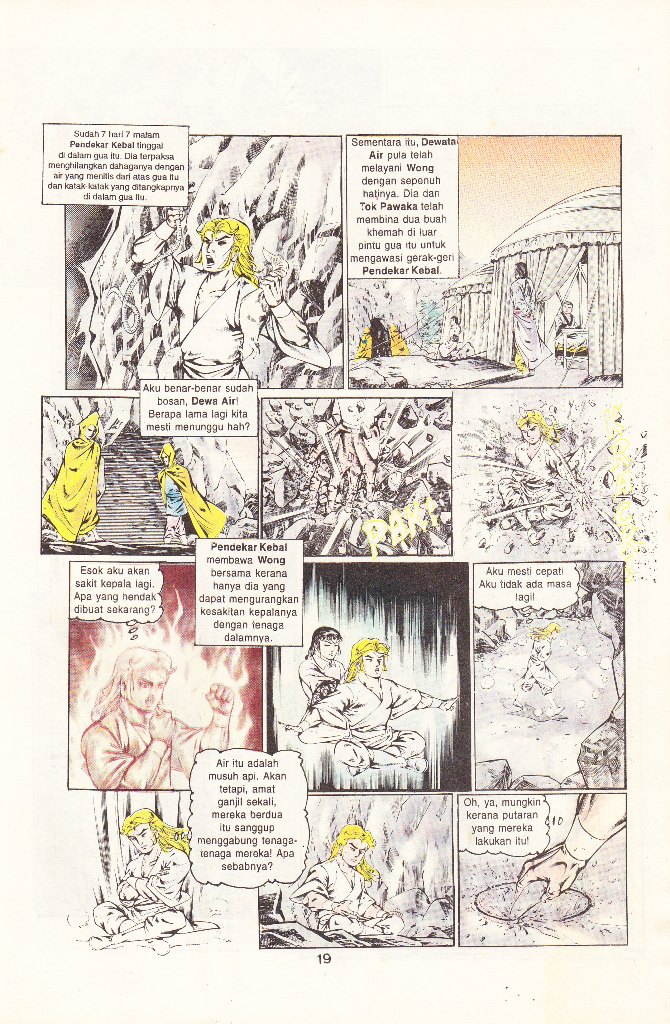 Sudah 7 hari 7 malam
Pendekar Kebal tinggal
di dalam gua itu. Dia terpaksa
menghilangkan dahaganya dengan
air yang menitis dari atas gua itu
dan katak-katak yang ditangkapnya
di dalam gua itu.
Sementara itu, Dewata
Air pula telah
melayani Wong
dengan sepenuh
hatinya. Dia dan
Tok Pawaka telah
membina dua buah
khemah di luar
pintu gua itu untuk
mengawasi gerak-geri
Pendekar Kebal.
Aku benar-benar sudah
bosan, Dewa Air!
Berapa lama lagi kita
mesti menunggu hah?
PAK!
Esok aku akan
sakit kepala lagi.
Apa yang hendak
dibuat sekarang?
Pendekar Kebal
membawa Wong
bersama kerana
hanya dia yang
dapat mengurangkan
kesakitan kepalanya
dengan tenaga
dalamnya.
Aku mesti cepat!
Aku tidak ada masa
lagi!
Air itu adalah
musuh api. Akan
tetapi, amat
ganjil sekali,
mereka berdua
itu sanggup
menggabung tenaga-
tenaga mereka! Apa
sebabnya?
Oh, ya, mungkin
kerana putaran
yang mereka
lakukan itu!
19